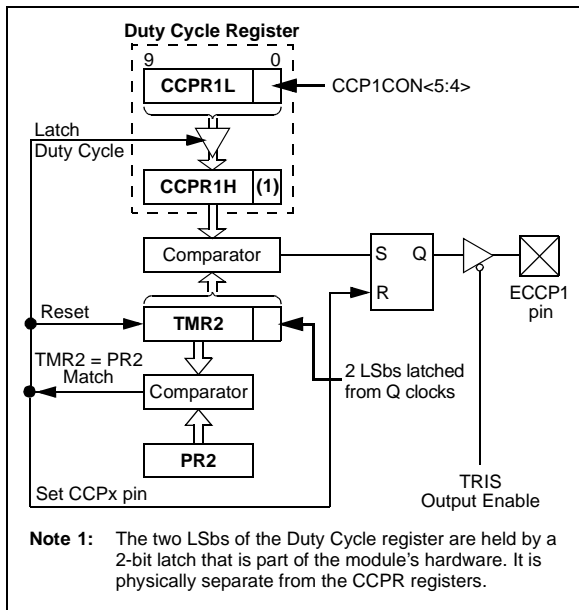 Duty Cycle Register
9 0
CCPR1L
CCP1CON<5:4>
Latch
Duty Cycle
CCPR1H (1)
Comparator
S Q
R
ECCP1
pin
Reset
TMR2
TMR2 = PR2
Match
2 LSbs latched
from Q clocks
Comparator
PR2
Set CCPx pin
TRIS
Output Enable
Note 1: The two LSbs of the Duty Cycle register are held by a
2-bit latch that is part of the module's hardware. It is
physically separate from the CCPR registers.